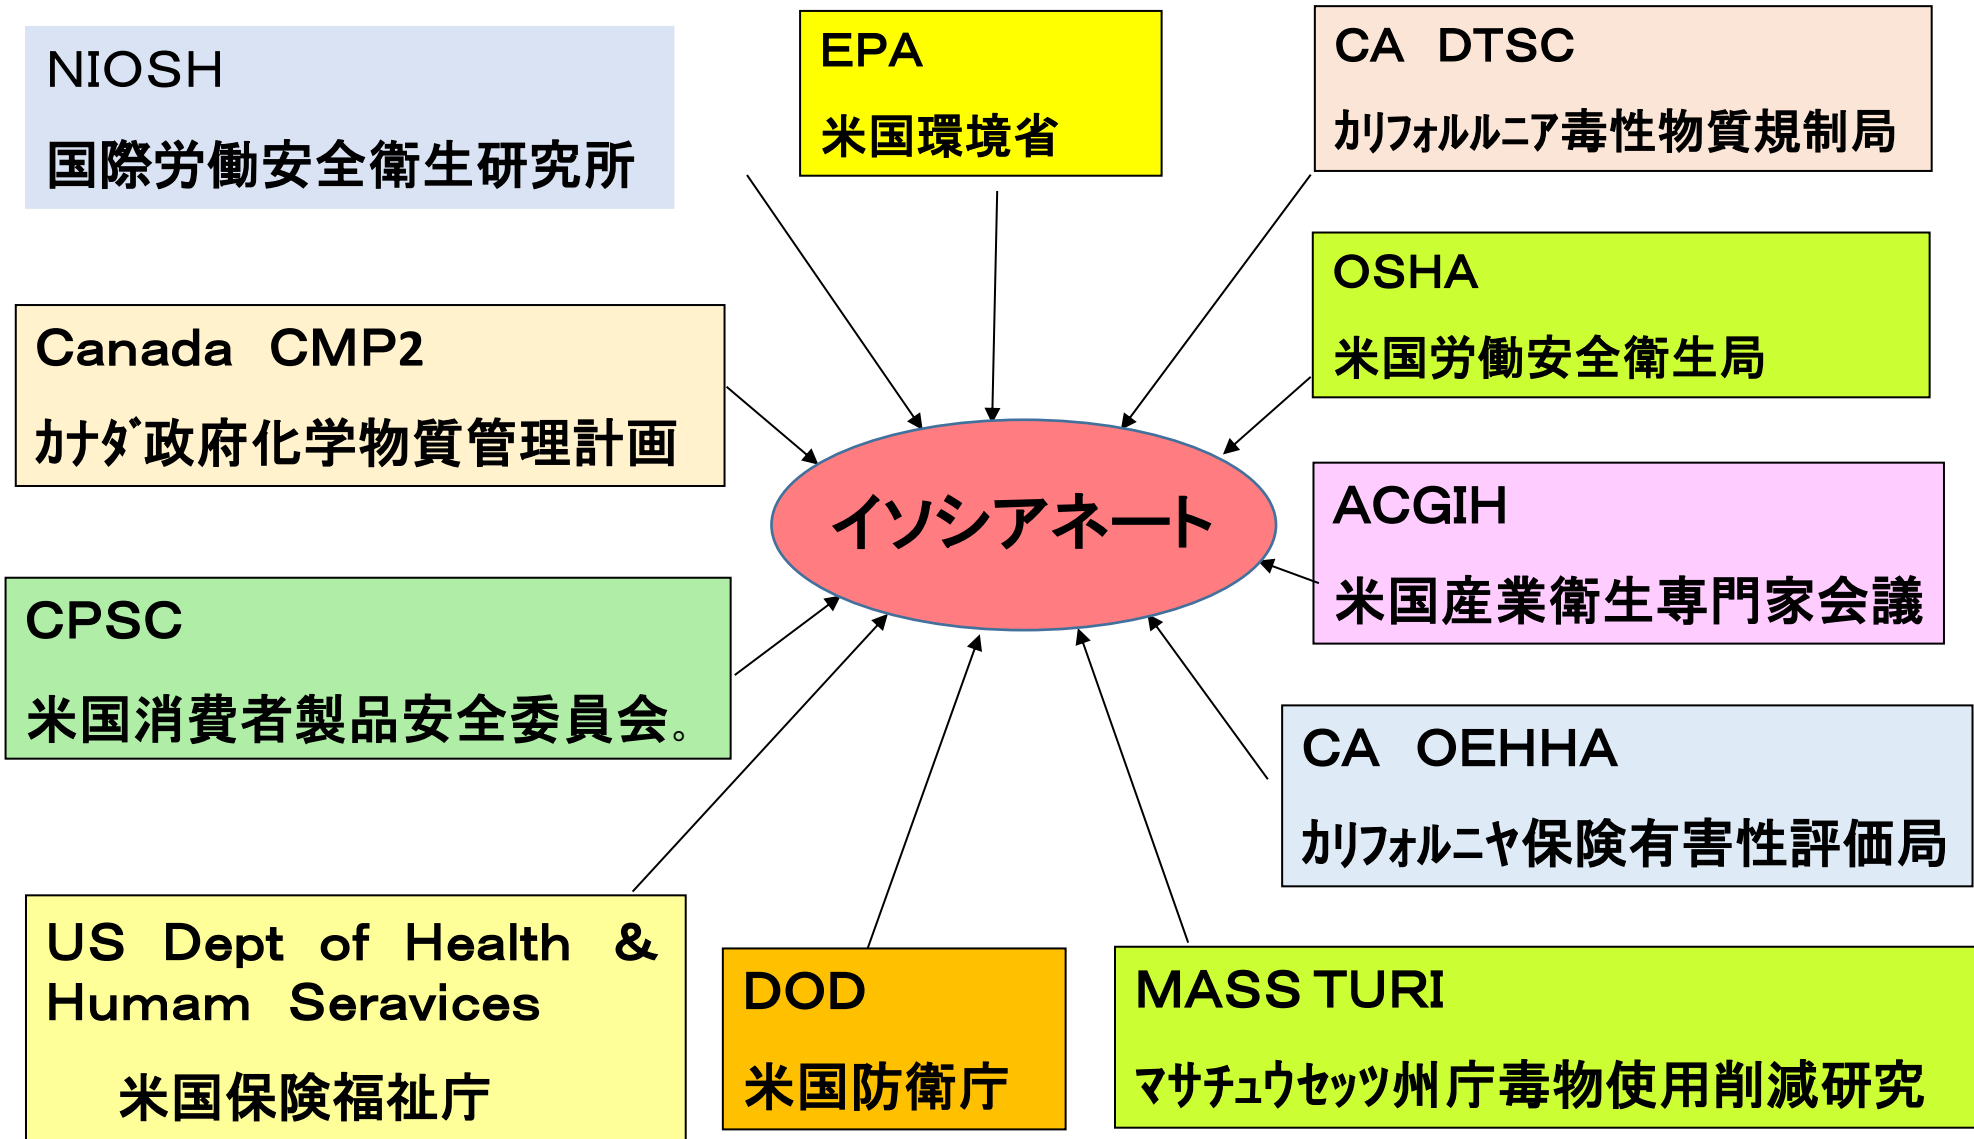 NIOSH
国際労働安全衛生研究所
EPA
米国環境省
CA　DTSC
ｶﾘﾌｫﾙﾙﾆｱ毒性物質規制局
OSHA
米国労働安全衛生局
Canada　CMP2
ｶﾅﾀﾞ政府化学物質管理計画
イソシアネート
ACGIH
米国産業衛生専門家会議
CPSC
米国消費者製品安全委員会。
CA　OEHHA
ｶﾘﾌｫﾙﾆﾔ保険有害性評価局
US　Dept　of　Health　&
Humam　Seravices
米国保険福祉庁
DOD
米国防衛庁
MASS TURI
ﾏｻﾁｭｳｾｯﾂ州庁毒物使用削減研究